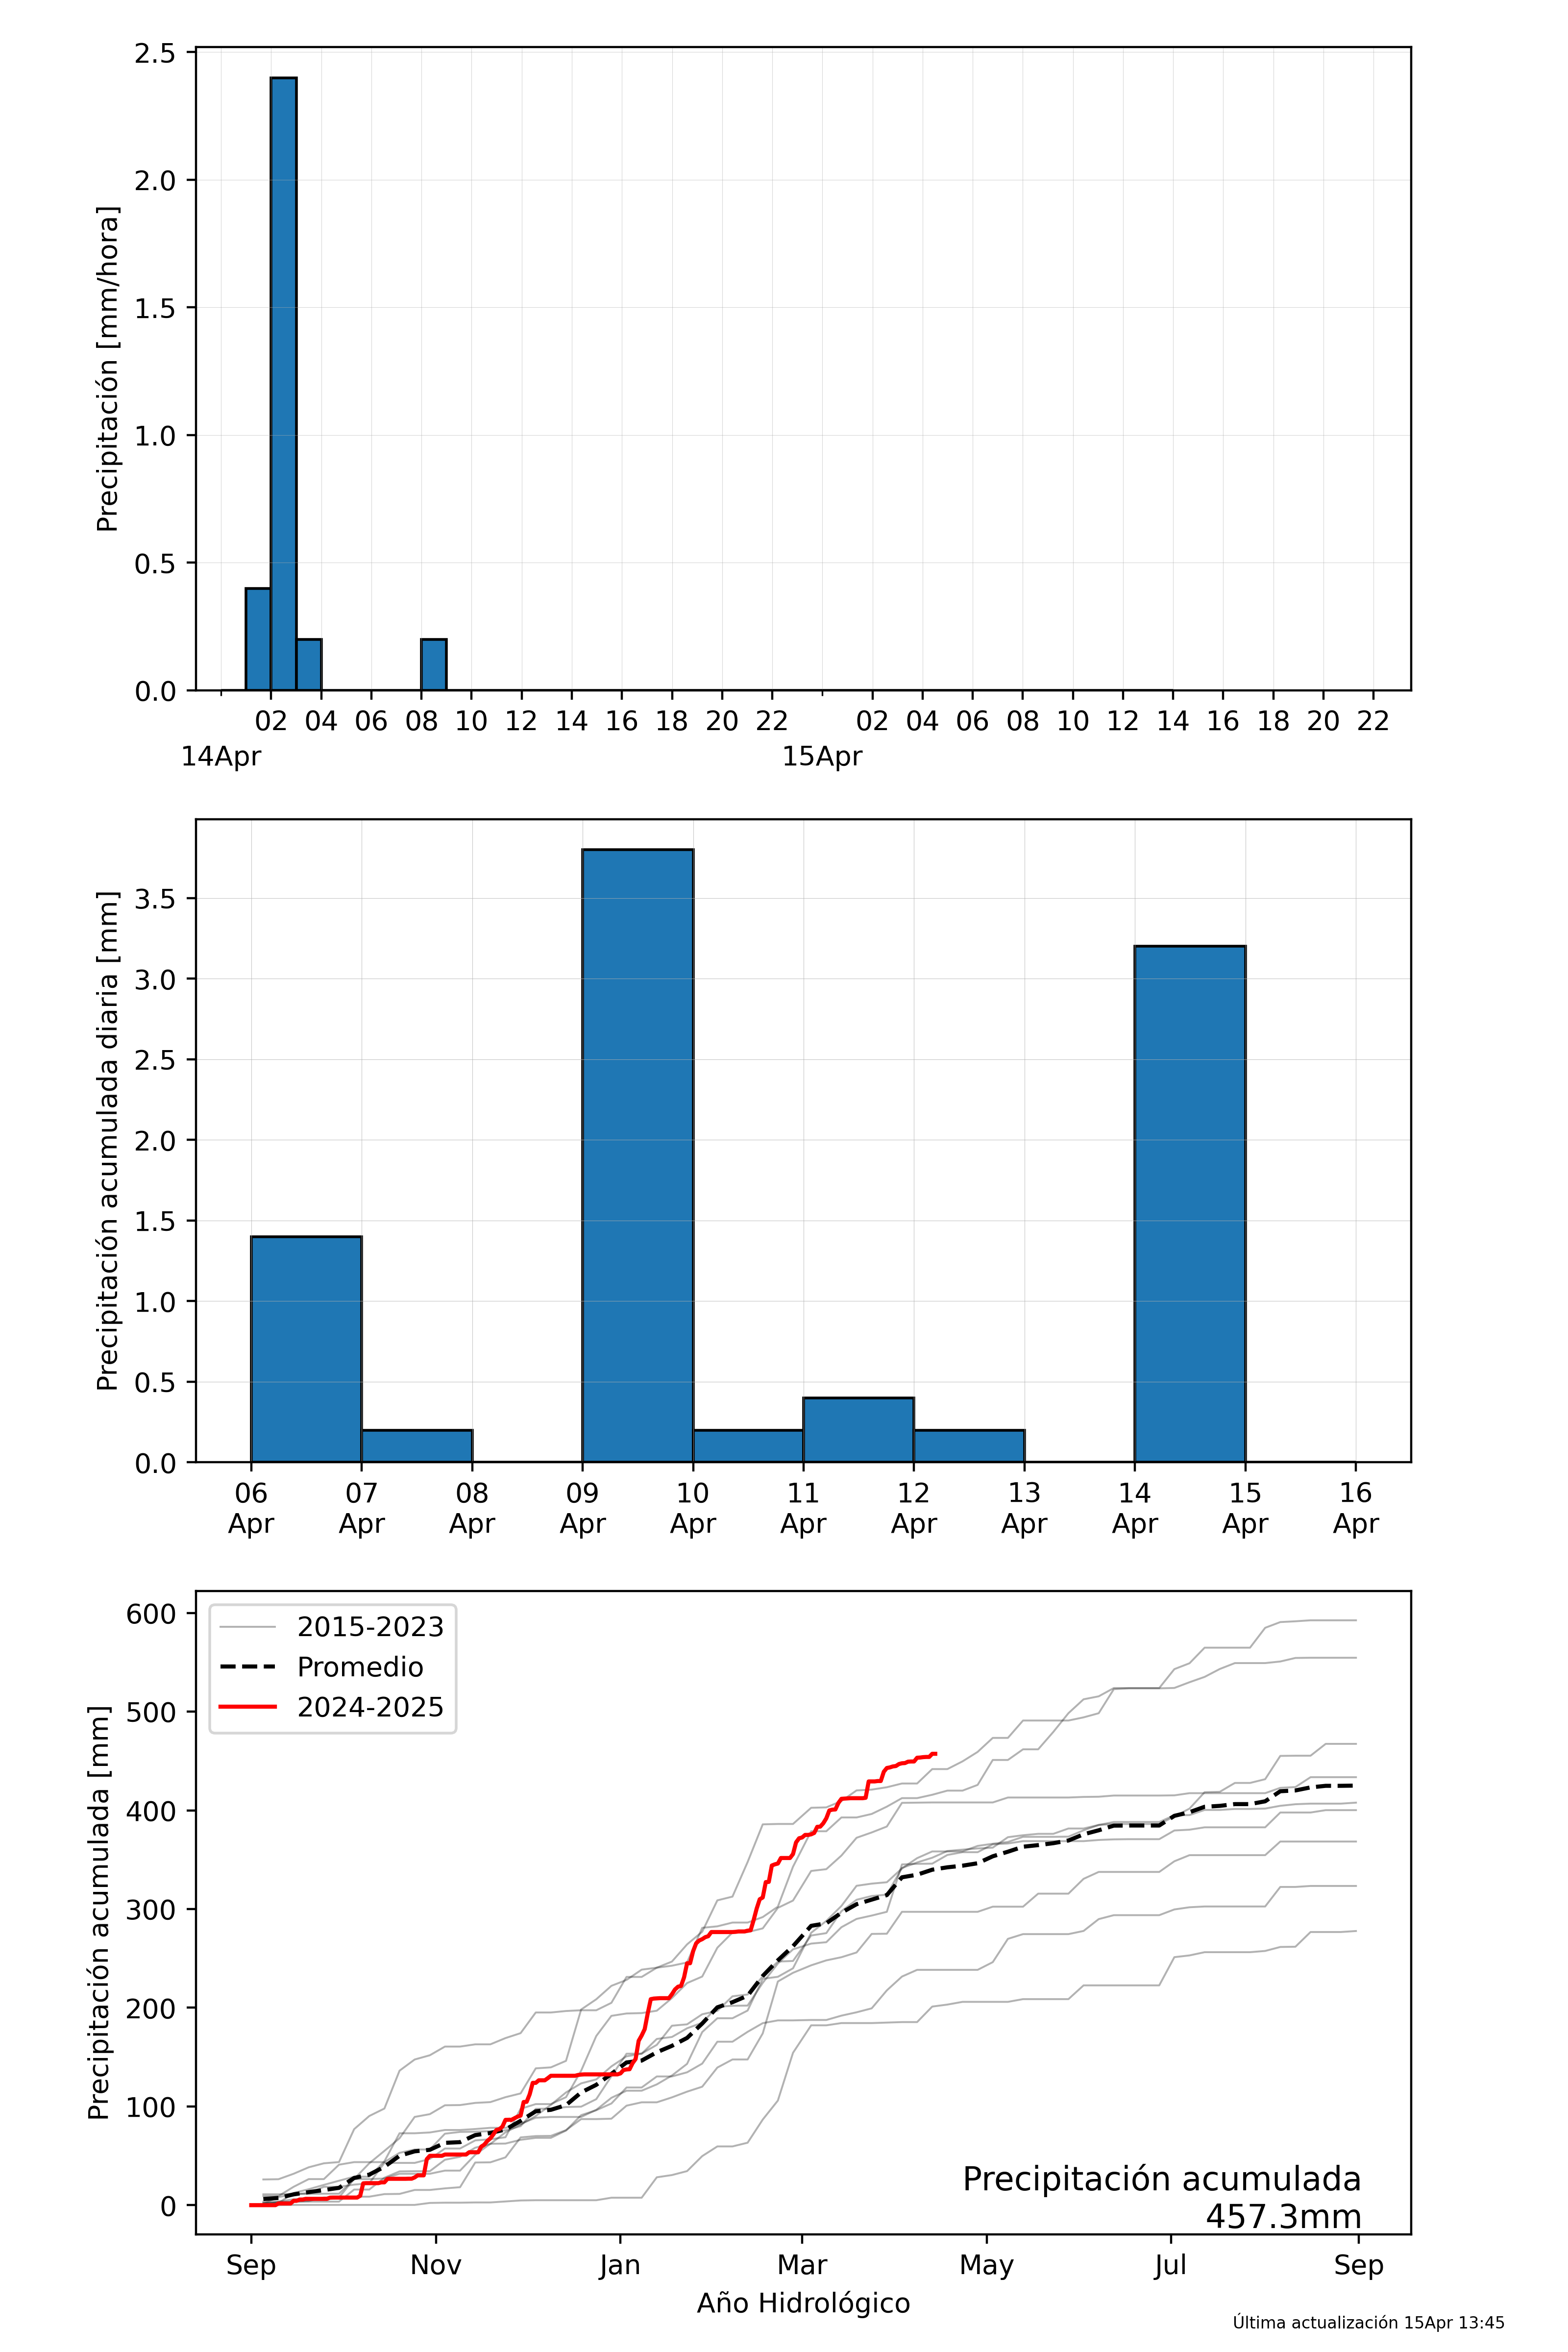 2.5
2.0
1.5
1.0
0.5
0.0
Precipitación [mm/hora]
02 04 06 08 10 12 14 16 18 20 22 02 04 06 08 10 12 14 16 18 20 22
14Apr 15Apr
3.5
3.0
2.5
2.0
1.5
1.0
0.5
0.0
Precipitación acumulada diaria [mm]
06 07 08 09 10 11 12 13 14 15 16
Apr Apr Apr Apr Apr Apr Apr Apr Apr Apr Apr
600
500
400
300
200
100
0
Precipitación acumulada [mm]
2015-2023
Promedio
2024-2025
Precipitación acumulada
457.3mm
Sep Nov Jan Mar May Jul Sep
Año Hidrológico
Última actualización 15Apr 13:45